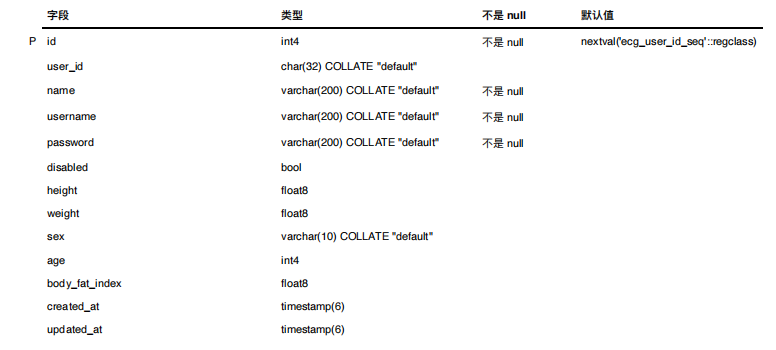 字段 类型 不是 null 默认值
P id int4 不是 null nextval('ecg_user_id_seq'::regclass)
user_id char(32) COLLATE "default"
name varchar(200) COLLATE "default" 不是 null
username varchar(200) COLLATE "default" 不是 null
password varchar(200) COLLATE "default" 不是 null
disabled bool
height float8
weight float8
sex varchar(10) COLLATE "default"
age int4
body_fat_index float8
created_at timestamp(6)
updated_at timestamp(6)